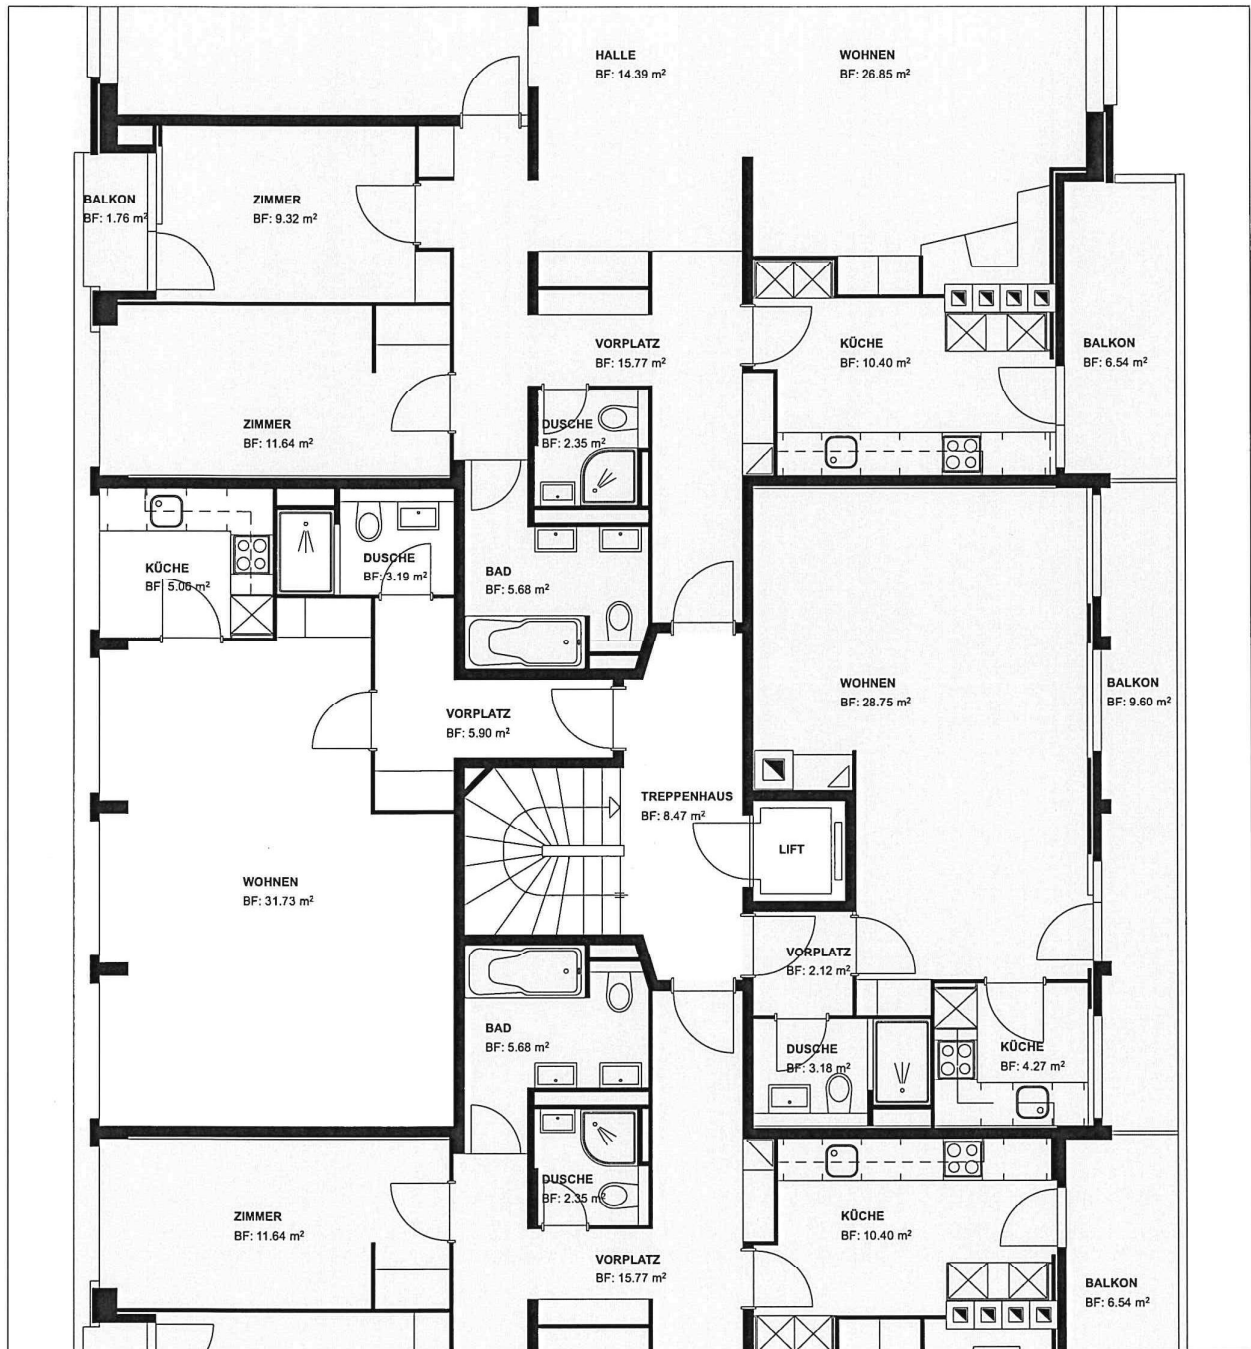 HALLE
BF: 14.39 m²
WOHNEN
BF: 26.85 m²
BALKON
BF: 1.76 m²
ZIMMER
BF: 9.32 m²
VORPLATZ
BF: 15.77 m²
KÜCHE
BF: 10.40 m²
BALKON
BF: 6.54 m²
ZIMMER
BF: 11.64 m²
DUSCHE
BF: 2.35 m²
KÜCHE
BF: 5.06 m²
DUSCHE
BF: 3.19 m²
BAD
BF: 5.68 m²
WOHNEN
BF: 28.75 m²
BALKON
BF: 9.60 m²
VORPLATZ
BF: 5.90 m²
TREPPENHAUS
BF: 8.47 m²
LIFT
WOHNEN
BF: 31.73 m²
VORPLATZ
BF: 2.12 m²
BAD
BF: 5.68 m²
DUSCHE
BF: 3.18 m²
KÜCHE
BF: 4.27 m²
DUSCHE
BF: 2.35 m²
ZIMMER
BF: 11.64 m²
KÜCHE
BF: 10.40 m²
VORPLATZ
BF: 15.77 m²
BALKON
BF: 6.54 m²